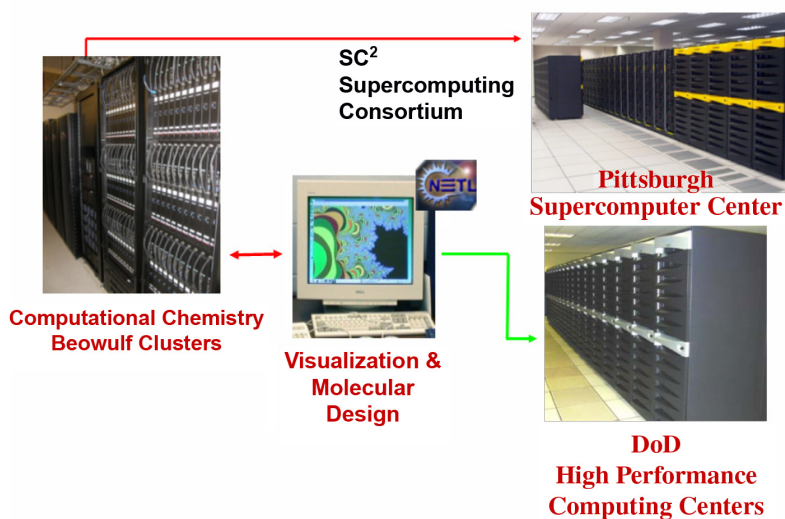 SC²
Supercomputing
Consortium
NETL
Pittsburgh
Supercomputer Center
Computational Chemistry
Beowulf Clusters
Visualization &
Molecular
Design
DoD
High Performance
Computing Centers